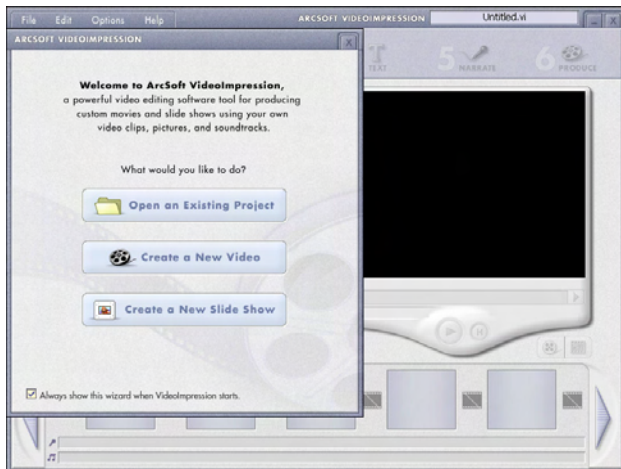 File Edit Options Help
ARCSOFT VIDEOIMPRESSION
Untitled.vi
ARCSOFT VIDEOIMPRESSION
X
TEXT
5 NARRATE
6 PRODUCE
Welcome to ArcSoft VideoImpression,
a powerful video editing software tool for producing
custom movies and slide shows using your own
video clips, pictures, and soundtracks.
What would you like to do?
Open an Existing Project
Create a New Video
Create a New Slide Show
Always show this wizard when VideoImpression starts.